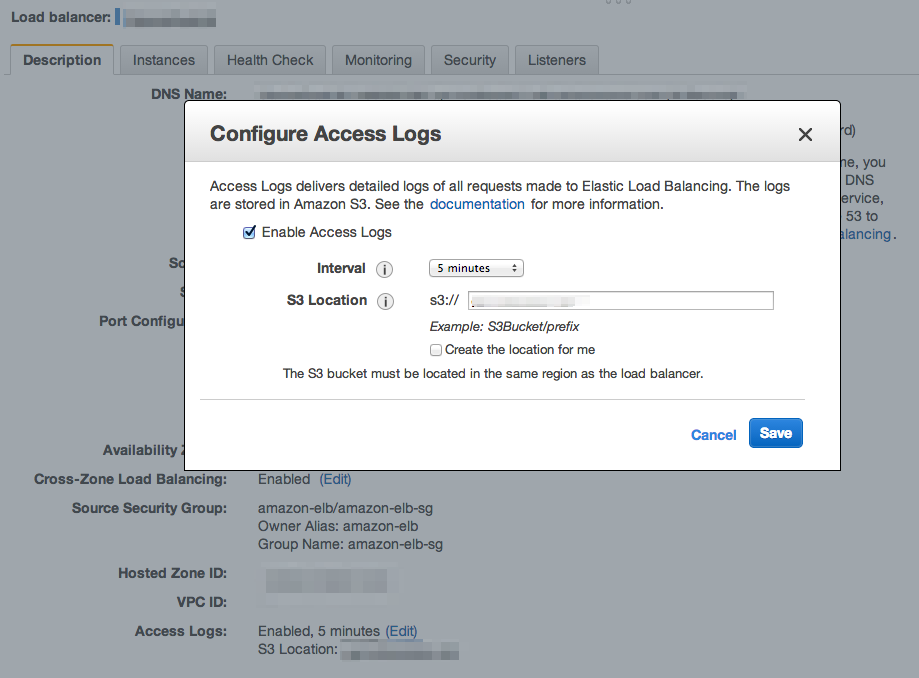 Load balancer:
Description Instances Health Check Monitoring Security Listeners
DNS Name:
Configure Access Logs
rd)
Access Logs delivers detailed logs of all requests made to Elastic Load Balancing. The logs
are stored in Amazon S3. See the documentation for more information.
ne, you
DNS
ervice,
53 to
alancing.
Enable Access Logs
Interval i 5 minutes
S3 Location i s3://
Example: S3Bucket/prefix
Create the location for me
The S3 bucket must be located in the same region as the load balancer.
Cancel Save
Sc
S
Port Configu
Availability Z
Cross-Zone Load Balancing: Enabled (Edit)
Source Security Group: amazon-elb/amazon-elb-sg
Owner Alias: amazon-elb
Group Name: amazon-elb-sg
Hosted Zone ID:
VPC ID:
Access Logs: Enabled, 5 minutes (Edit)
S3 Location: